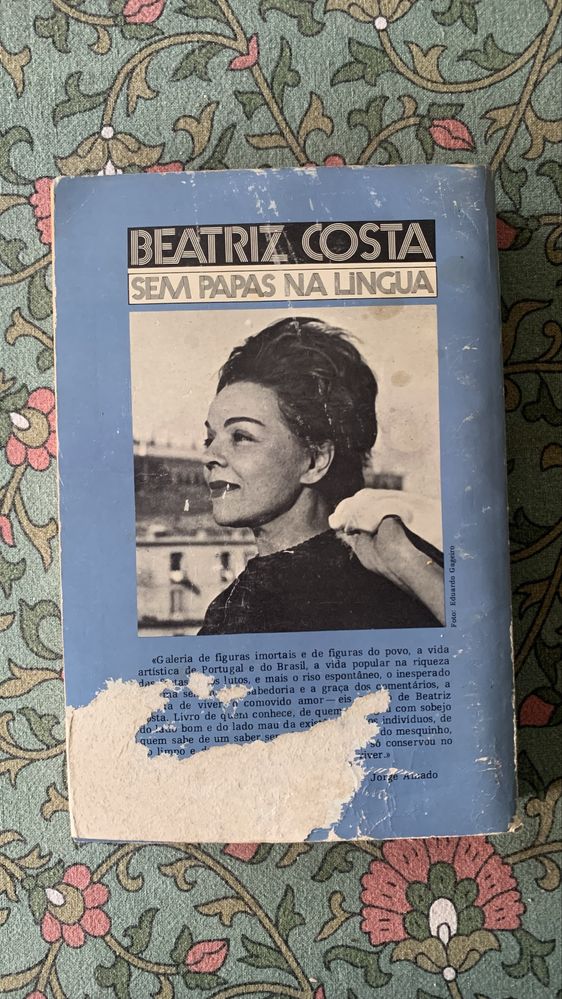 BEATRIZ COSTA
SEM PAPAS NA LINGUA
Foto: Eduardo Gageiro
«Galeria de figuras imortais e de figuras do povo, a vida
artística de Portugal e do Brasil, a vida popular na riqueza
lutos, e mais o riso espontâneo, o inesperado
e a graça dos comentários, a
de viver, comovido amor — de Beatriz
Costa. Livro de quem conhece, de quem com sobejo
do lado bom e do lado mau da indivíduos, de
quem sabe de um saber do mesquinho,
limpo e só conservou no
Jorge Amado